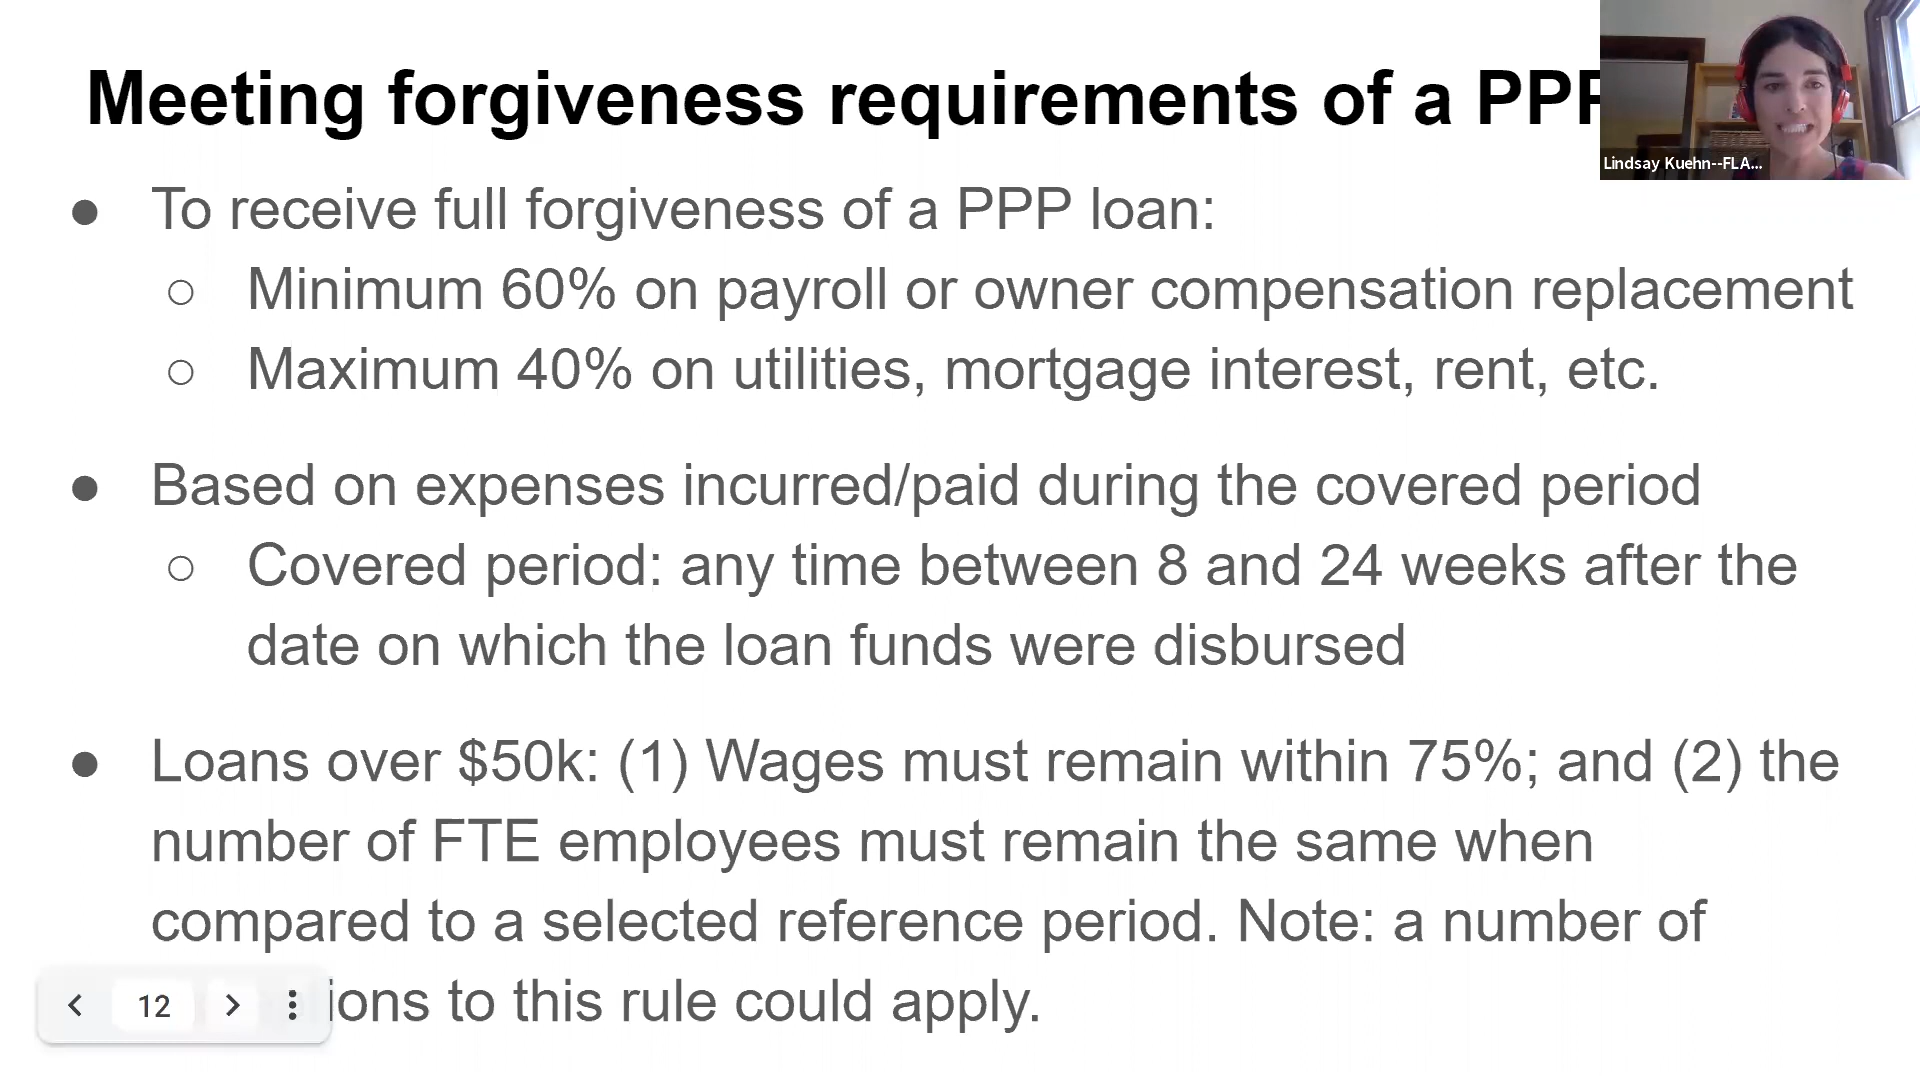 Meeting forgiveness requirements of a PPP
Lindsay Kuehn--FLA...
● To receive full forgiveness of a PPP loan:
○ Minimum 60% on payroll or owner compensation replacement
○ Maximum 40% on utilities, mortgage interest, rent, etc.
● Based on expenses incurred/paid during the covered period
○ Covered period: any time between 8 and 24 weeks after the
date on which the loan funds were disbursed
● Loans over $50k: (1) Wages must remain within 75%; and (2) the
number of FTE employees must remain the same when
compared to a selected reference period. Note: a number of
to this rule could apply.
12